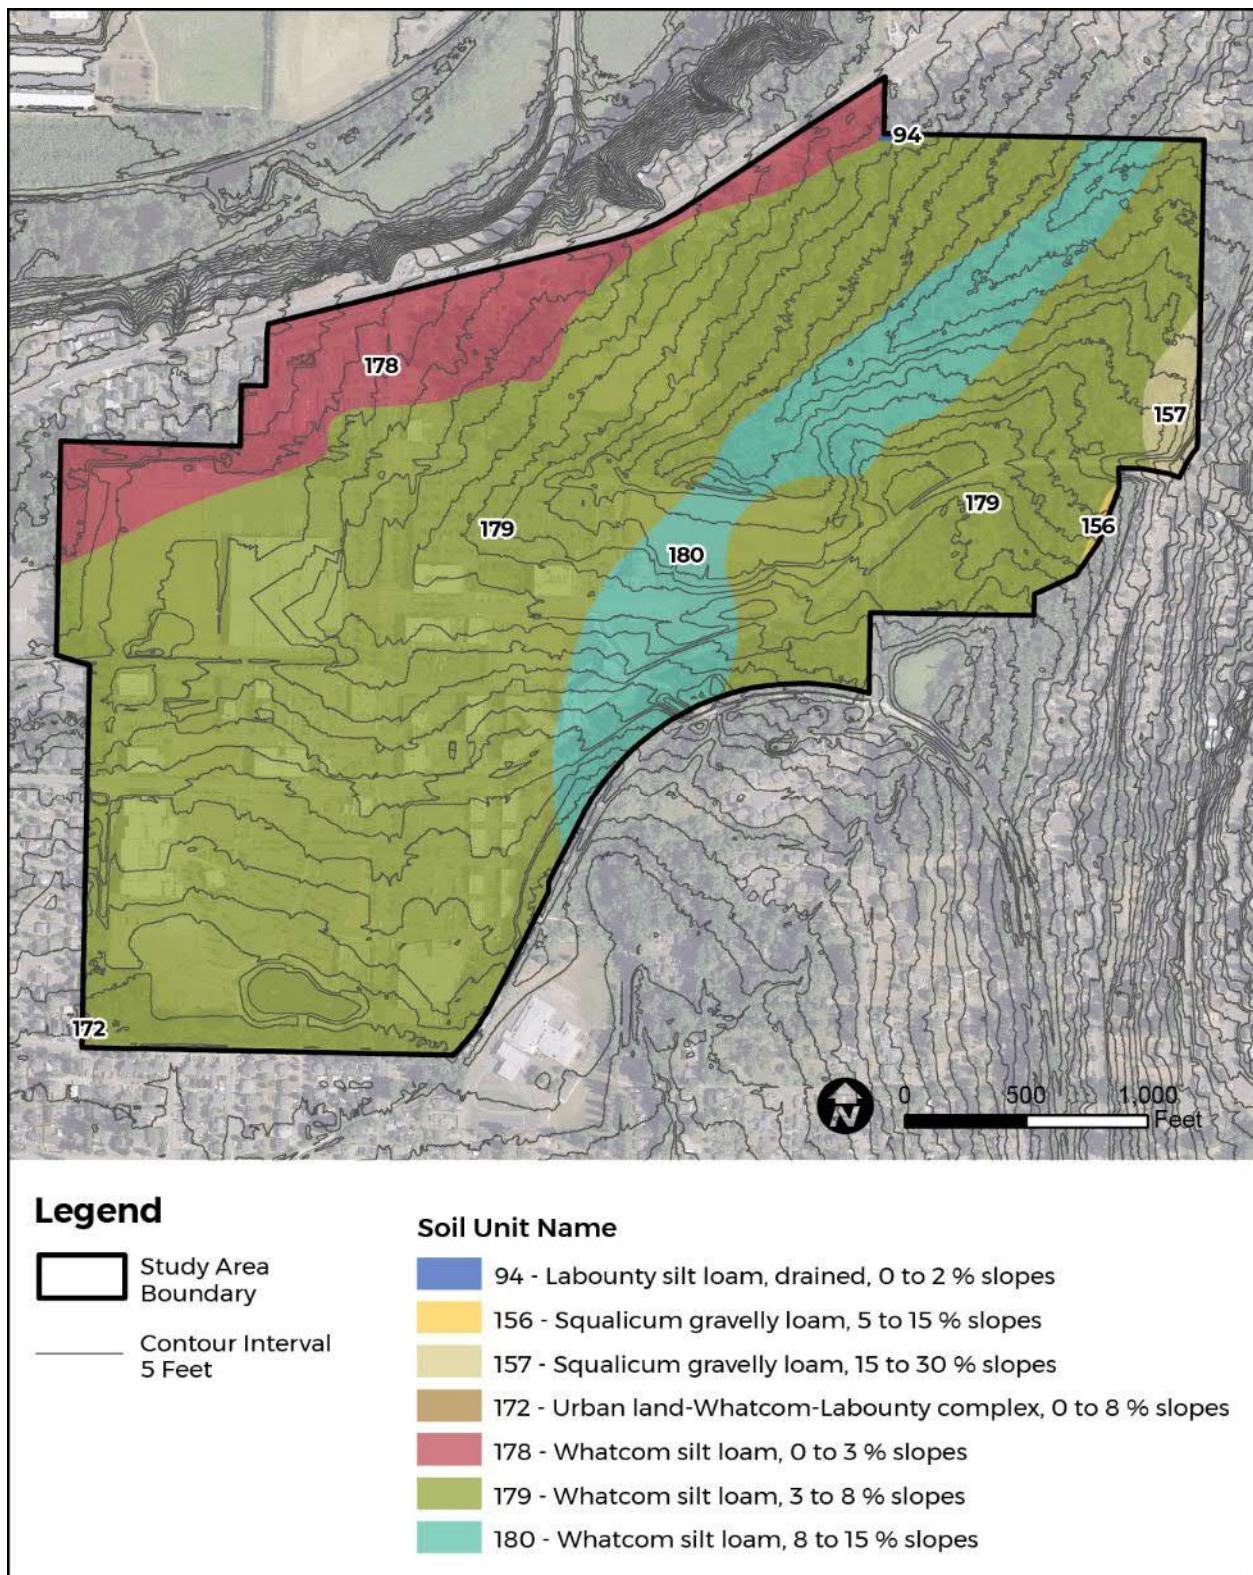 94
178
157
179
179
156
180
172
N
0 500 1,000
Feet
Legend
Study Area
Boundary
Contour Interval
5 Feet
Soil Unit Name
94 - Labounty silt loam, drained, 0 to 2 % slopes
156 - Squalicum gravelly loam, 5 to 15 % slopes
157 - Squalicum gravelly loam, 15 to 30 % slopes
172 - Urban land-Whatcom-Labounty complex, 0 to 8 % slopes
178 - Whatcom silt loam, 0 to 3 % slopes
179 - Whatcom silt loam, 3 to 8 % slopes
180 - Whatcom silt loam, 8 to 15 % slopes